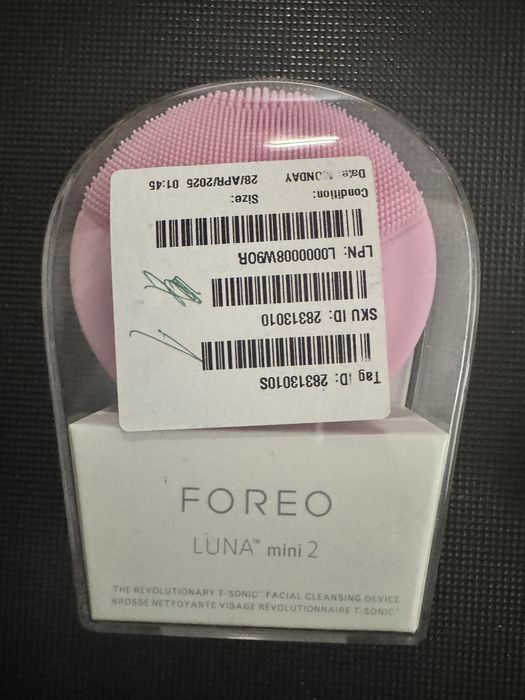 Tag ID: 28313010S
SKU ID: 28313010
LPN: L0000008W9OR
Condition: Size:
Date: MONDAY 28/APR/2025 01:45
FOREO
LUNA™ mini 2
THE REVOLUTIONARY T-SONIC™ FACIAL CLEANSING DEVICE
BROSSE NETTOYANTE VISAGE RÉVOLUTIONNAIRE T-SONIC™